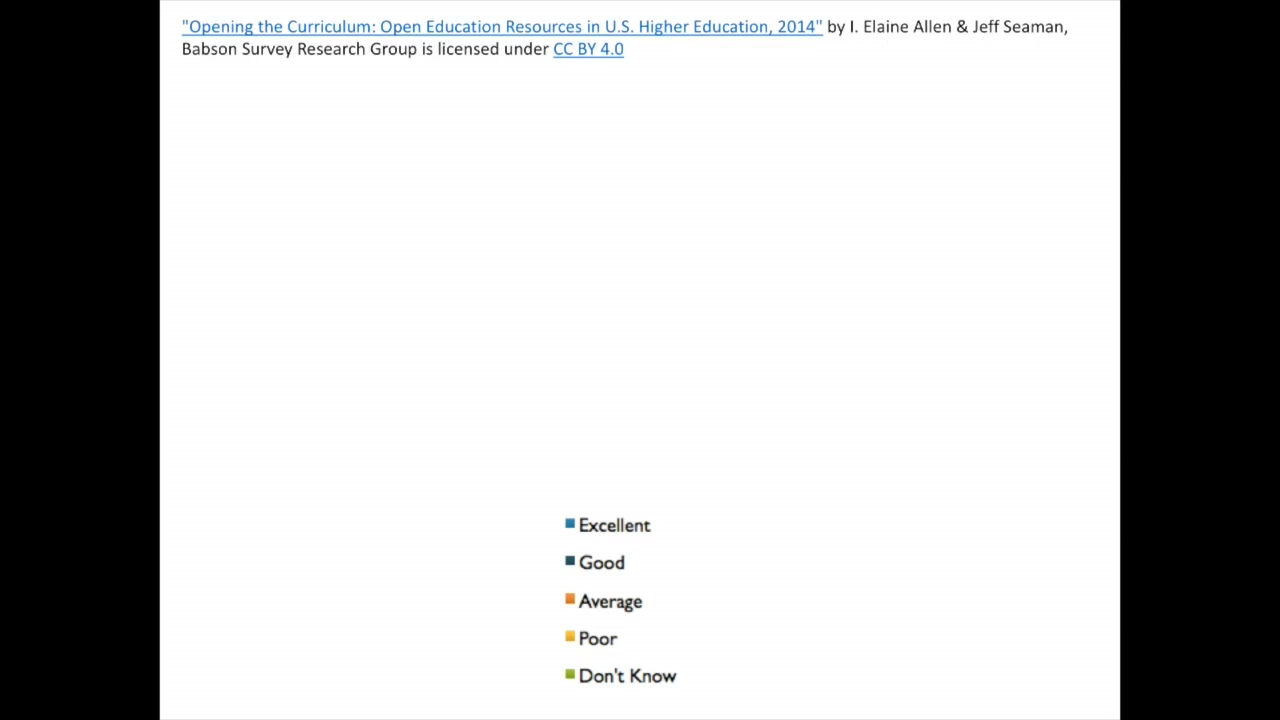 "Opening the Curriculum: Open Education Resources in U.S. Higher Education, 2014" by I. Elaine Allen & Jeff Seaman,
Babson Survey Research Group is licensed under CC BY 4.0
Excellent
Good
Average
Poor
Don't Know